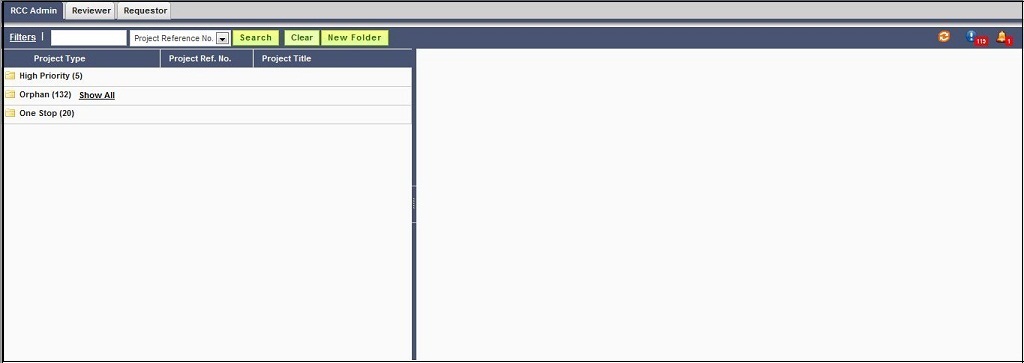 RCC Admin Reviewer Requestor
Filters | Project Reference No. Search Clear New Folder 119 1
Project Type Project Ref. No. Project Title
High Priority (5)
Orphan (132) Show All
One Stop (20)